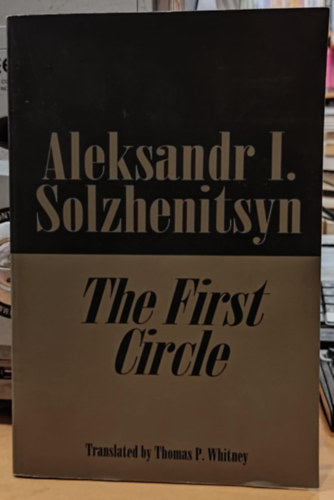 Aleksandr I.
Solzhenitsyn
The First
Circle
Translated by Thomas P. Whitney